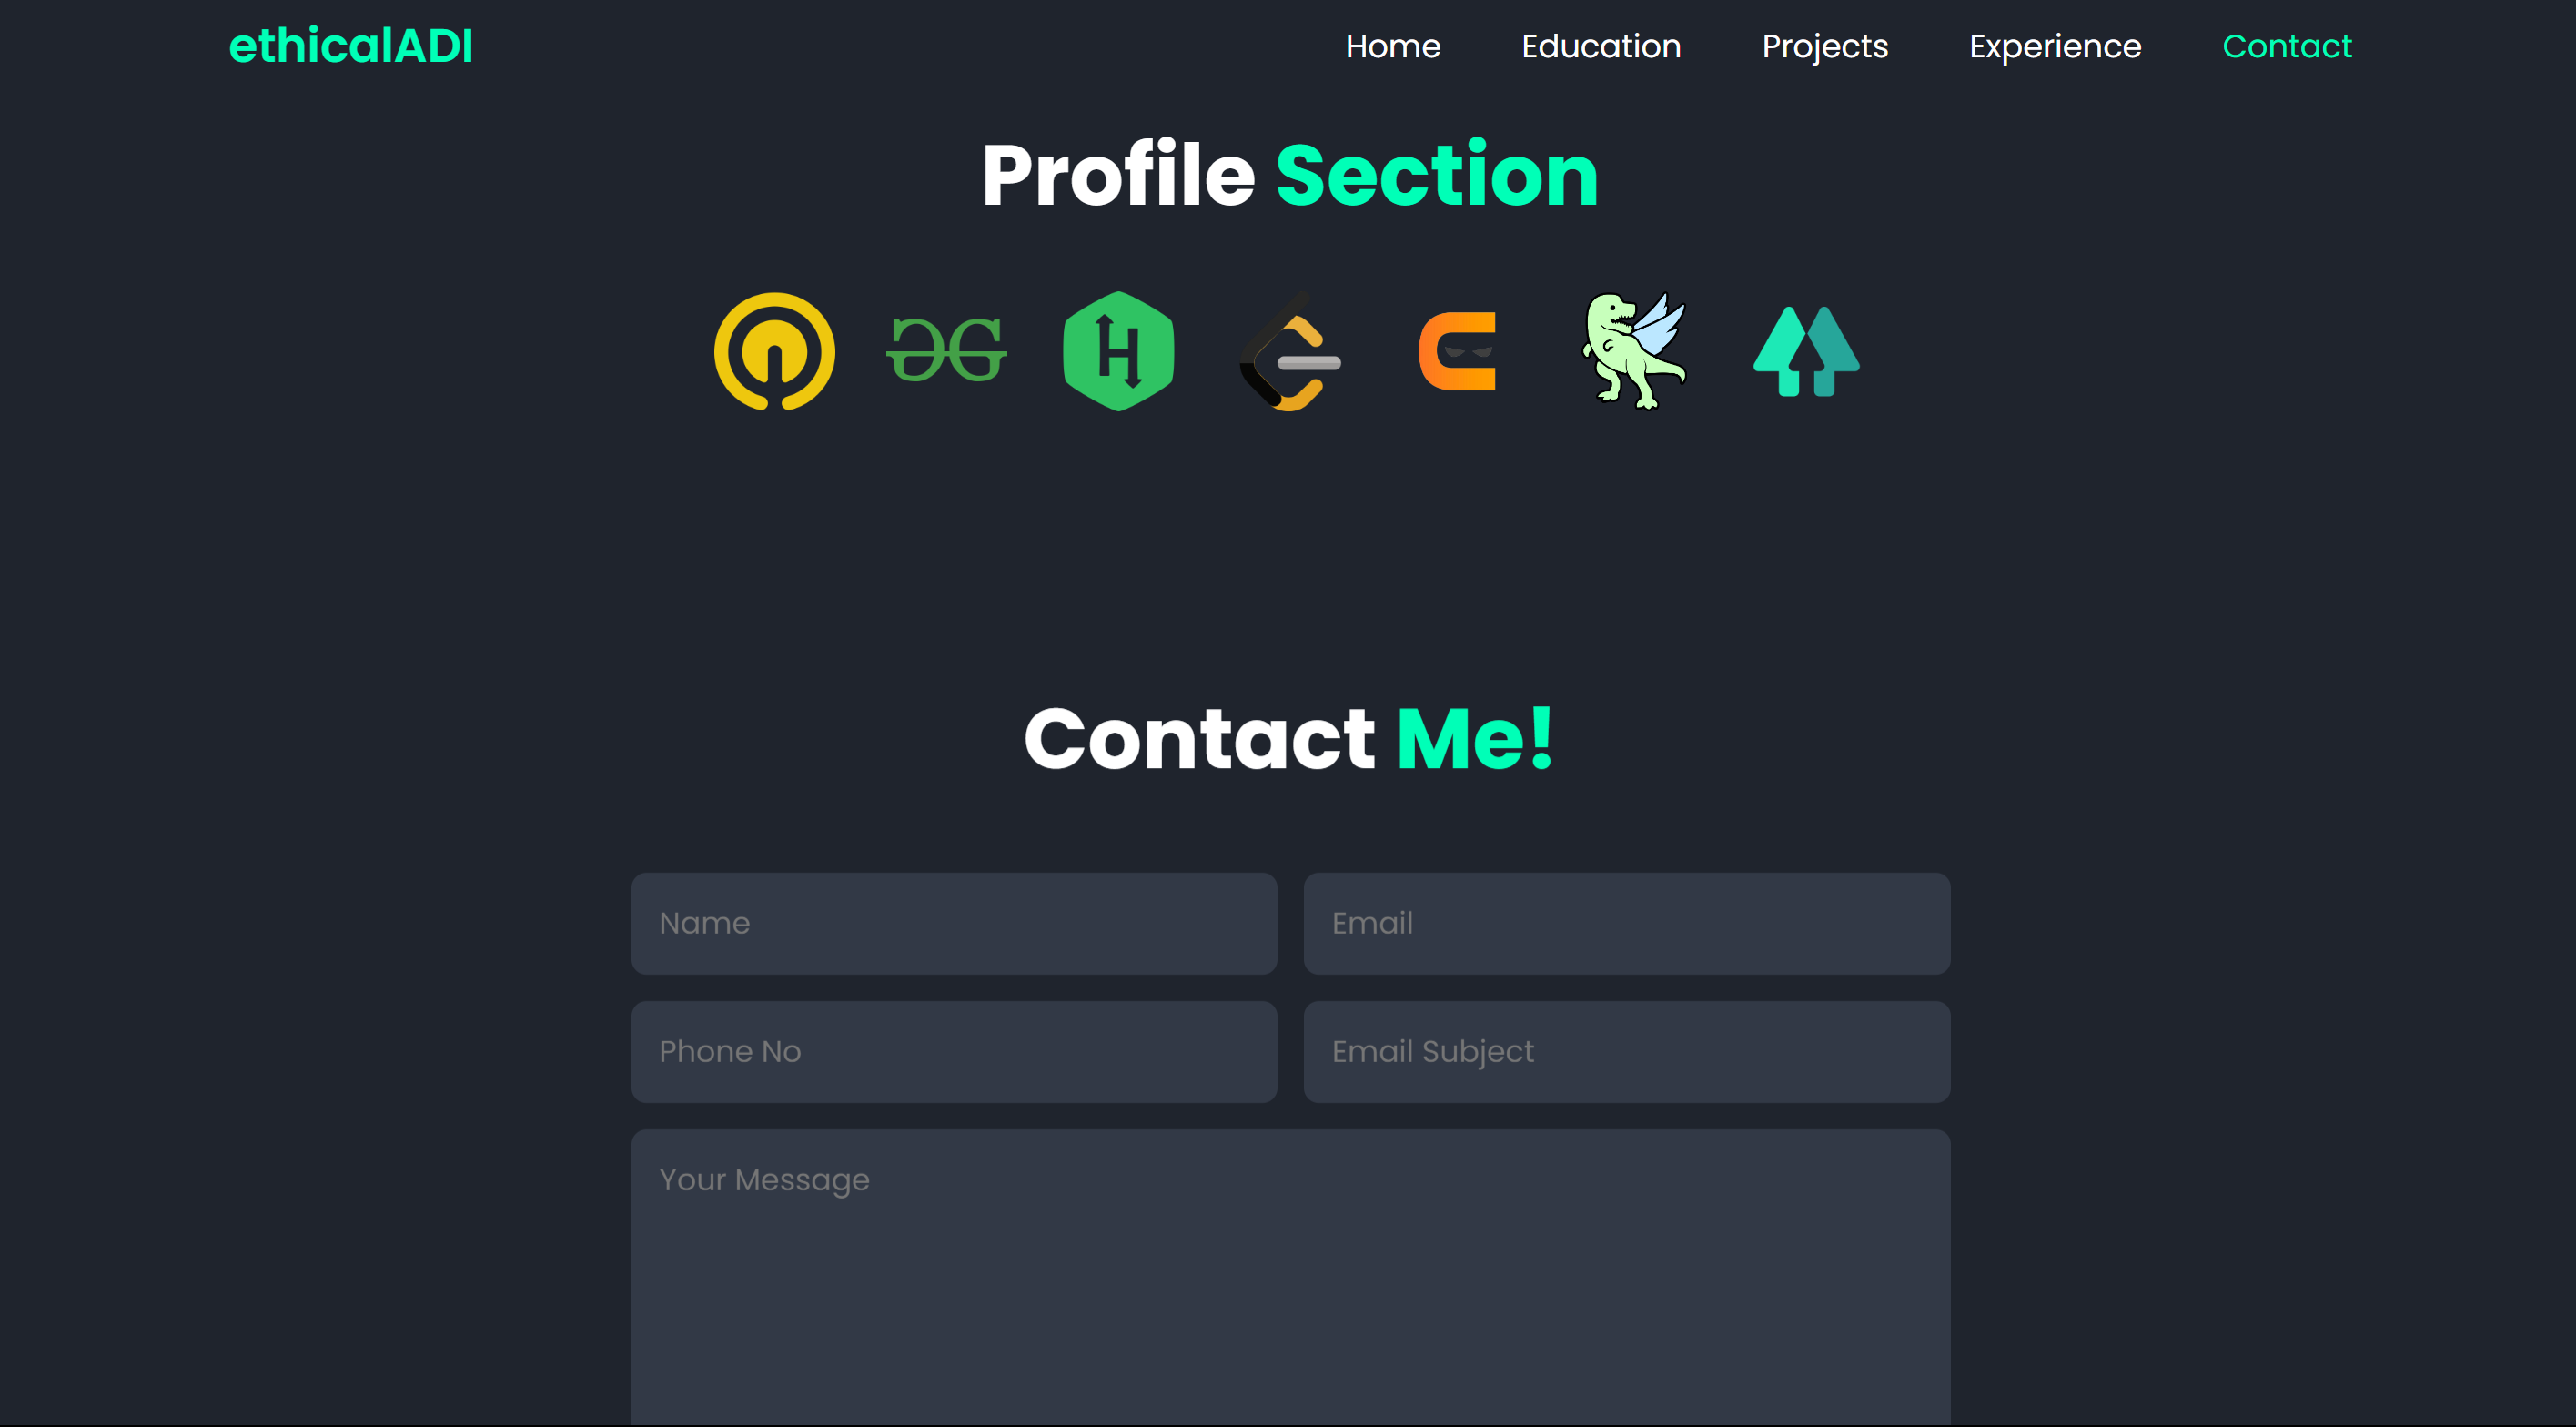 ethicalADI Home Education Projects Experience Contact
Profile Section
Contact Me!
Name Email
Phone No Email Subject
Your Message